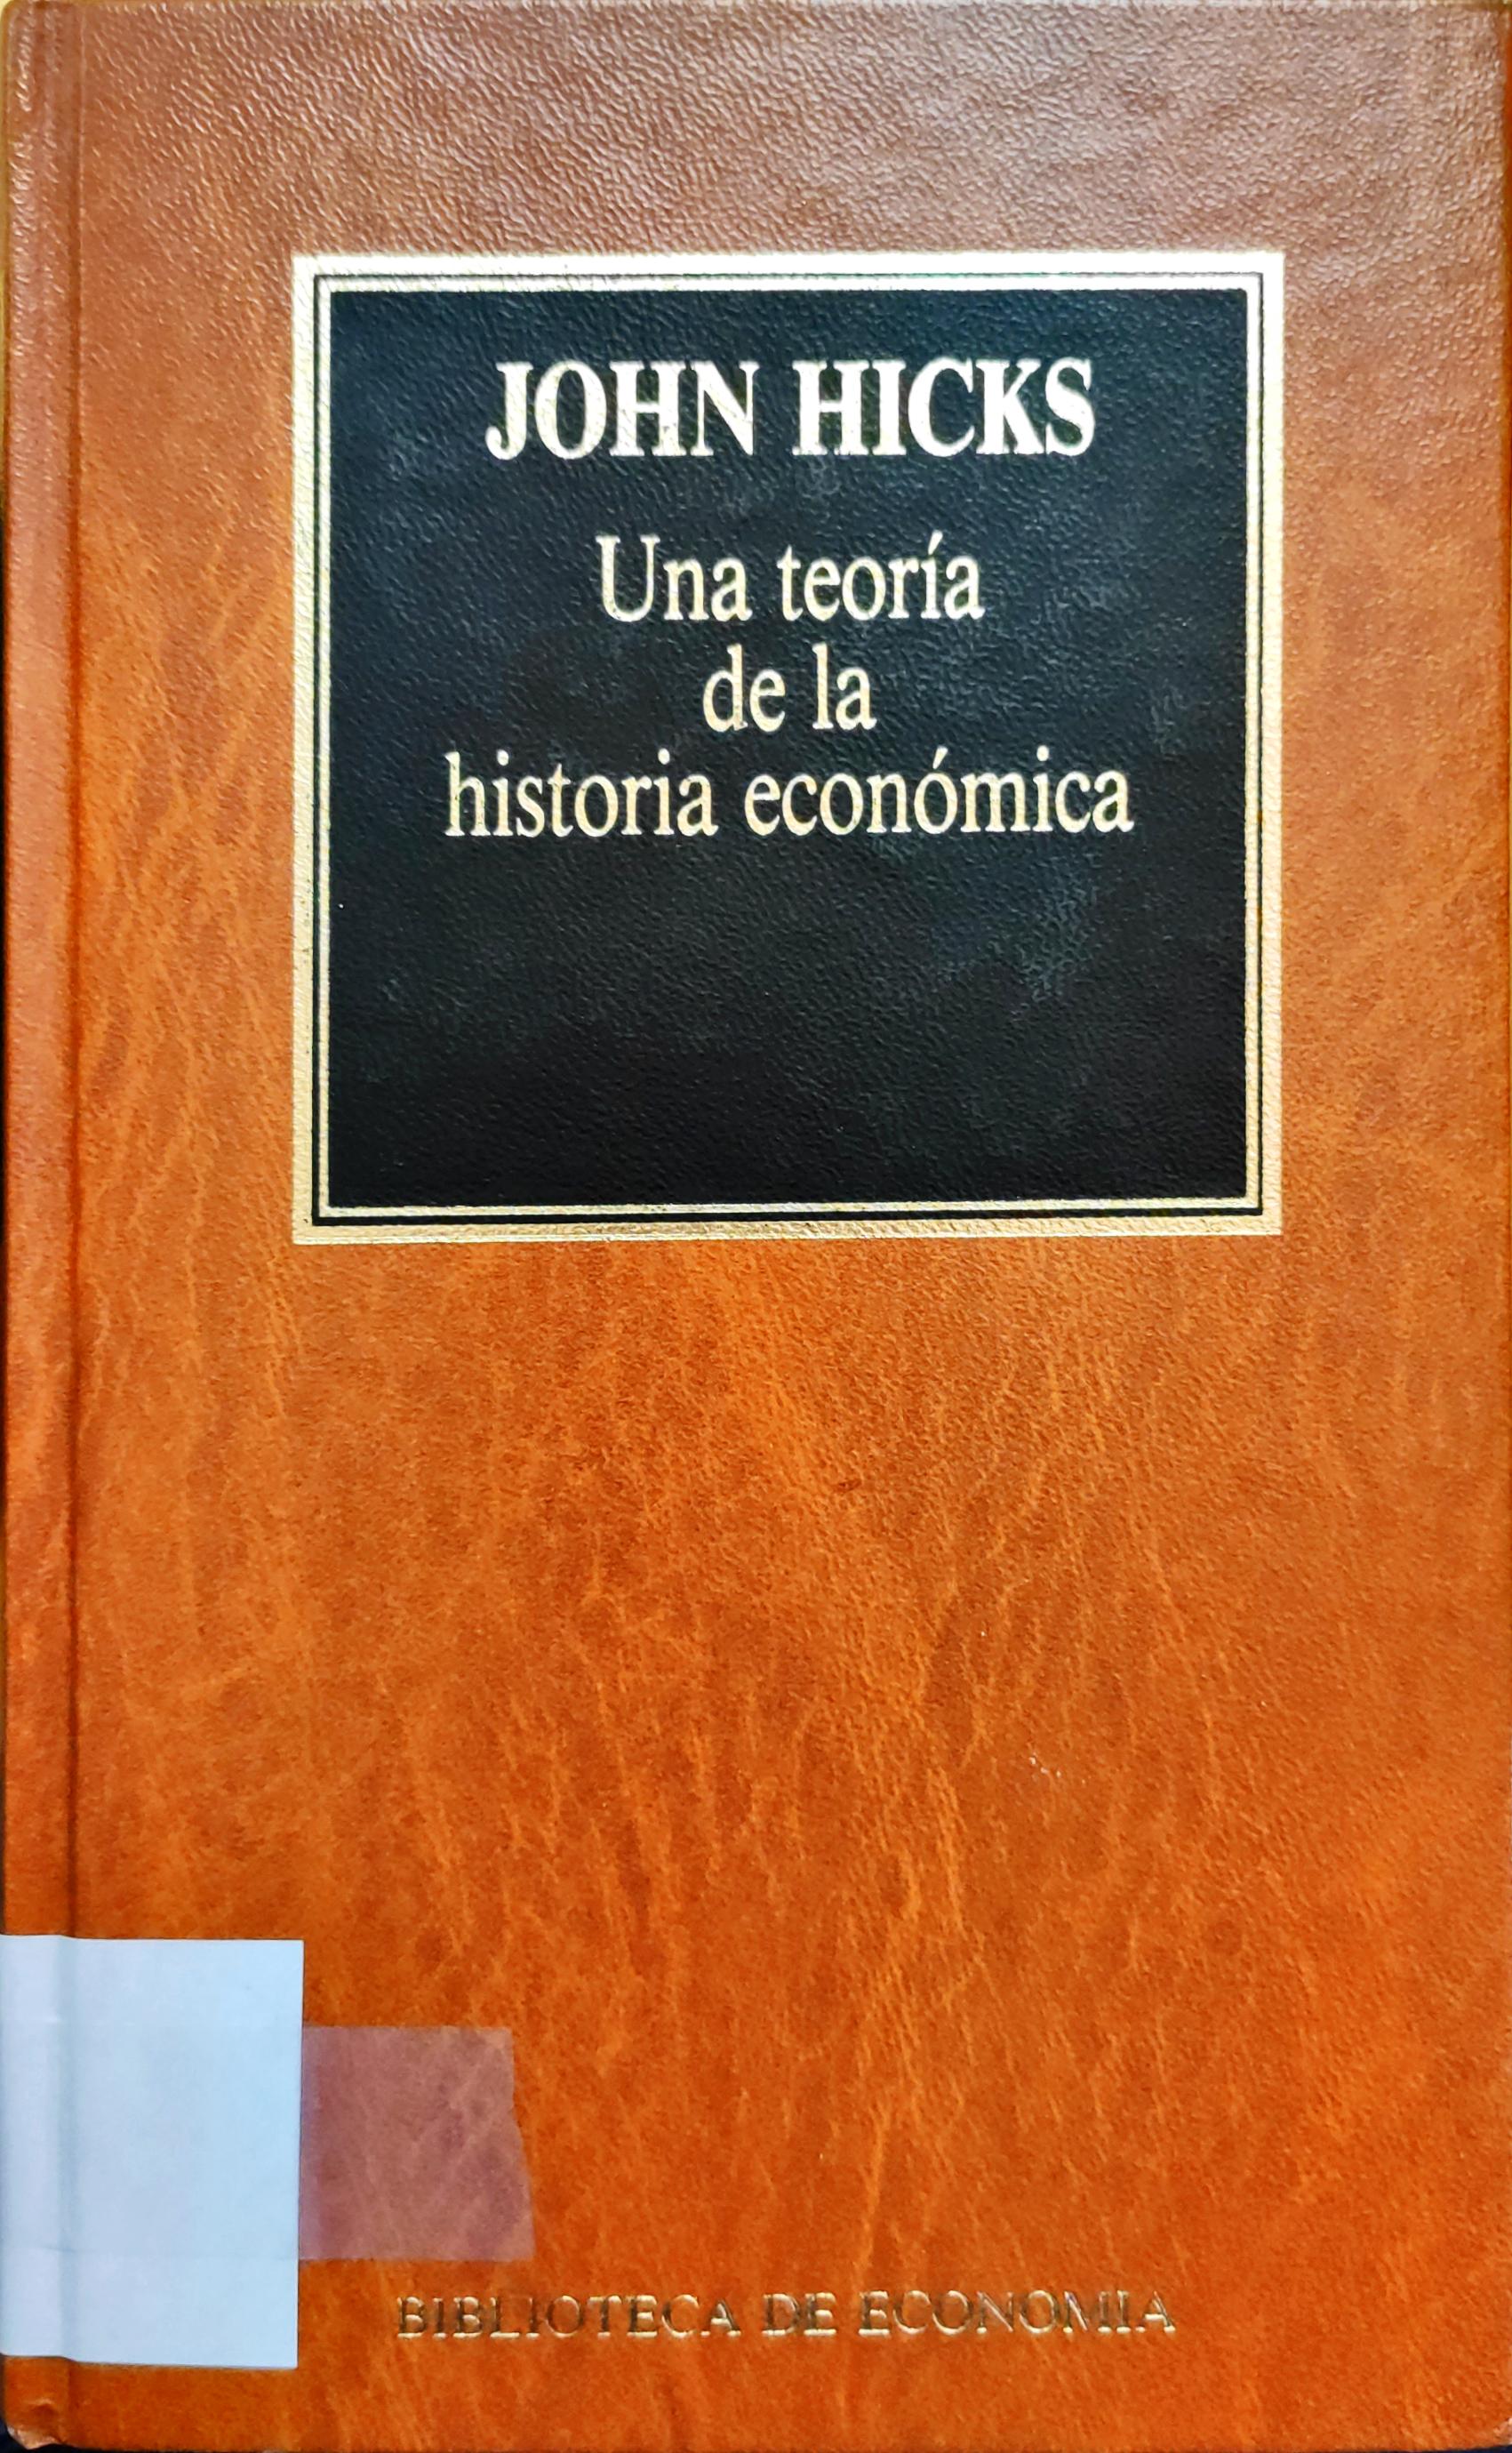 JOHN HICKS
Una teoría
de la
historia económica
BIBLIOTECA DE ECONOMIA